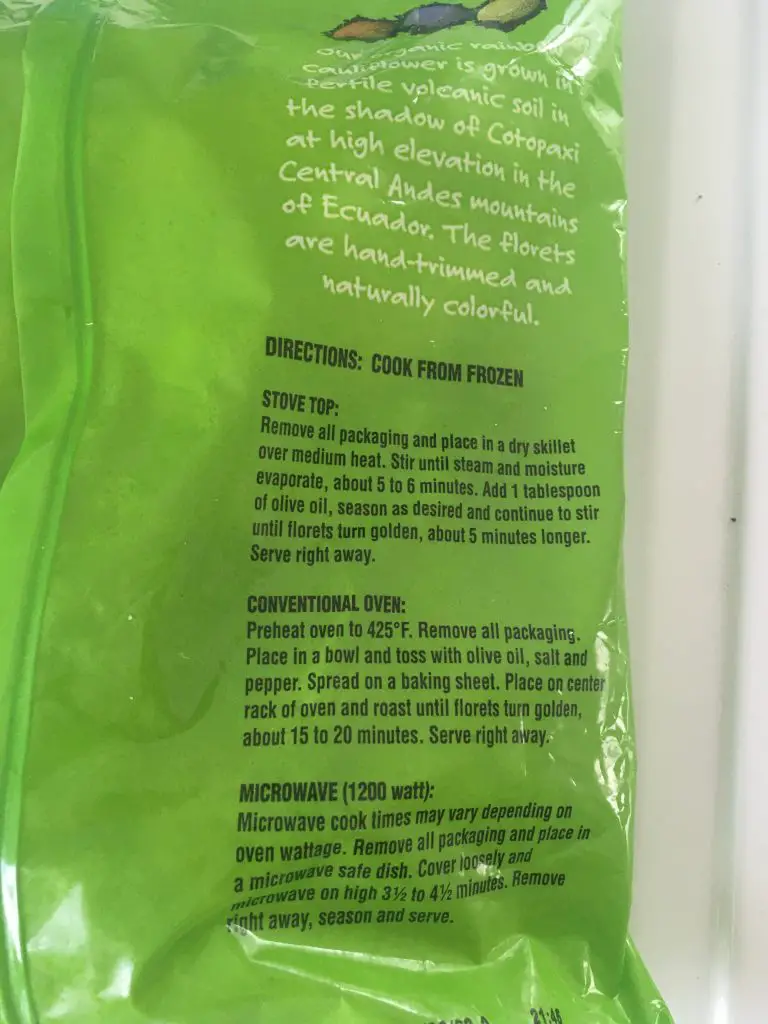 Our organic rainbow
Cauliflower is grown in
fertile volcanic soil in
the shadow of Cotopaxi
at high elevation in the
Central Andes mountains
of Ecuador. The florets
are hand-trimmed and
naturally colorful.
DIRECTIONS: COOK FROM FROZEN
STOVE TOP:
Remove all packaging and place in a dry skillet
over medium heat. Stir until steam and moisture
evaporate, about 5 to 6 minutes. Add 1 tablespoon
of olive oil, season as desired and continue to stir
until florets turn golden, about 5 minutes longer.
Serve right away.
CONVENTIONAL OVEN:
Preheat oven to 425°F. Remove all packaging.
Place in a bowl and toss with olive oil, salt and
pepper. Spread on a baking sheet. Place on center
rack of oven and roast until florets turn golden,
about 15 to 20 minutes. Serve right away.
MICROWAVE (1200 watt):
Microwave cook times may vary depending on
oven wattage. Remove all packaging and place in
a microwave safe dish. Cover loosely and
microwave on high 3½ to 4½ minutes. Remove
right away, season and serve.
21:46